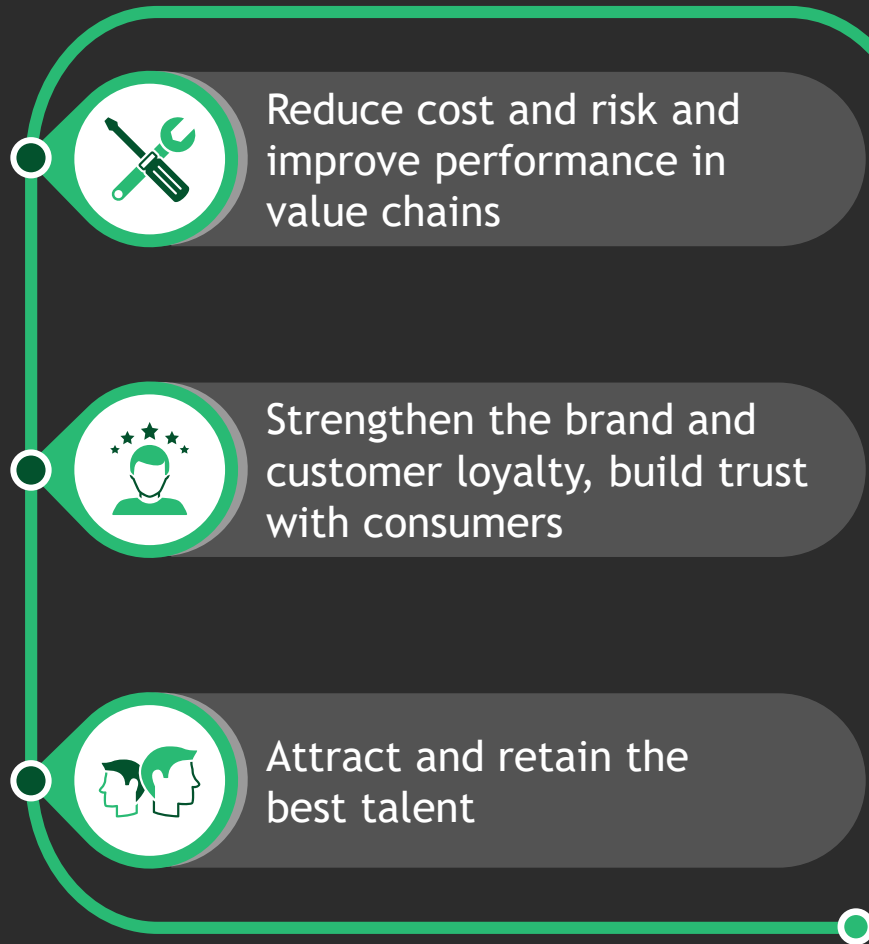 Reduce cost and risk and
improve performance in
value chains
Strengthen the brand and
customer loyalty, build trust
with consumers
Attract and retain the
best talent